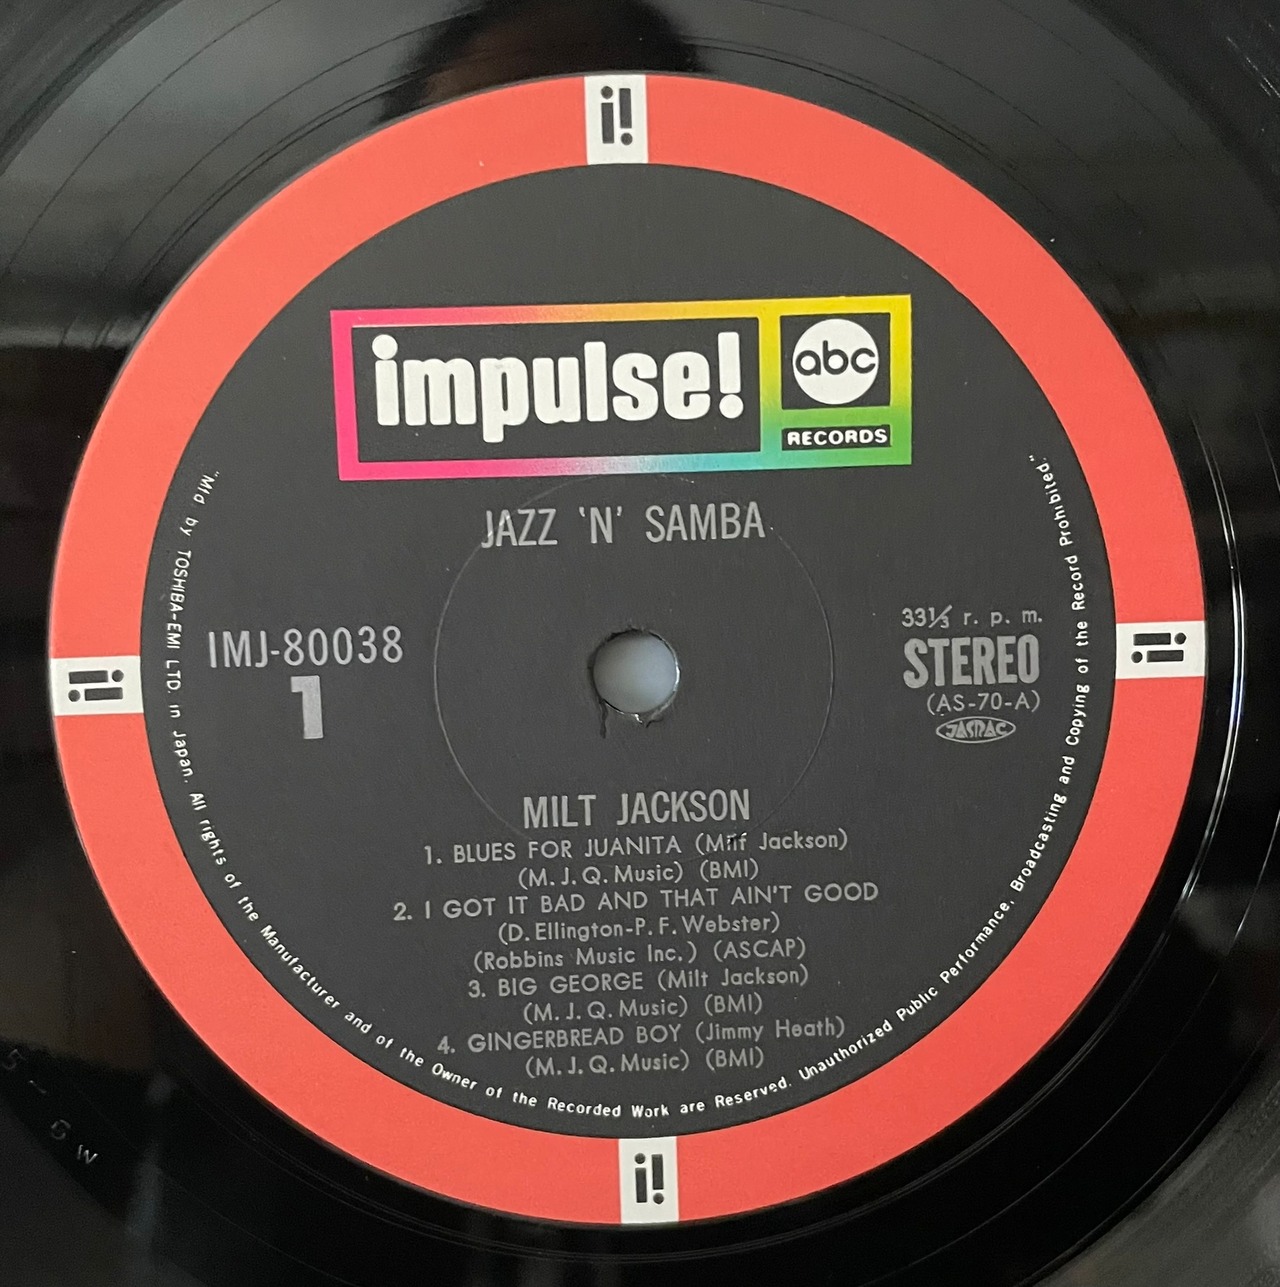 i!
impulse!
abc
RECORDS
JAZZ 'N' SAMBA
IMJ-80038
1
33⅓ r. p. m.
STEREO
(AS-70-A)
JASRAC
i!
i!
MILT JACKSON
1. BLUES FOR JUANITA (Milt Jackson)
(M. J. Q. Music) (BMI)
2. I GOT IT BAD AND THAT AIN'T GOOD
(D. Ellington-P. F. Webster)
(Robbins Music Inc.) (ASCAP)
3. BIG GEORGE (Milt Jackson)
(M. J. Q. Music) (BMI)
4. GINGERBREAD BOY (Jimmy Heath)
(M. J. Q. Music) (BMI)
"Mfd by TOSHIBA-EMI LTD. in Japan. All rights of the Manufacturer and of the Owner of the Recorded Work are Reserved. Unauthorized Public Performance, Broadcasting and Copying of the Record Prohibited."
i!